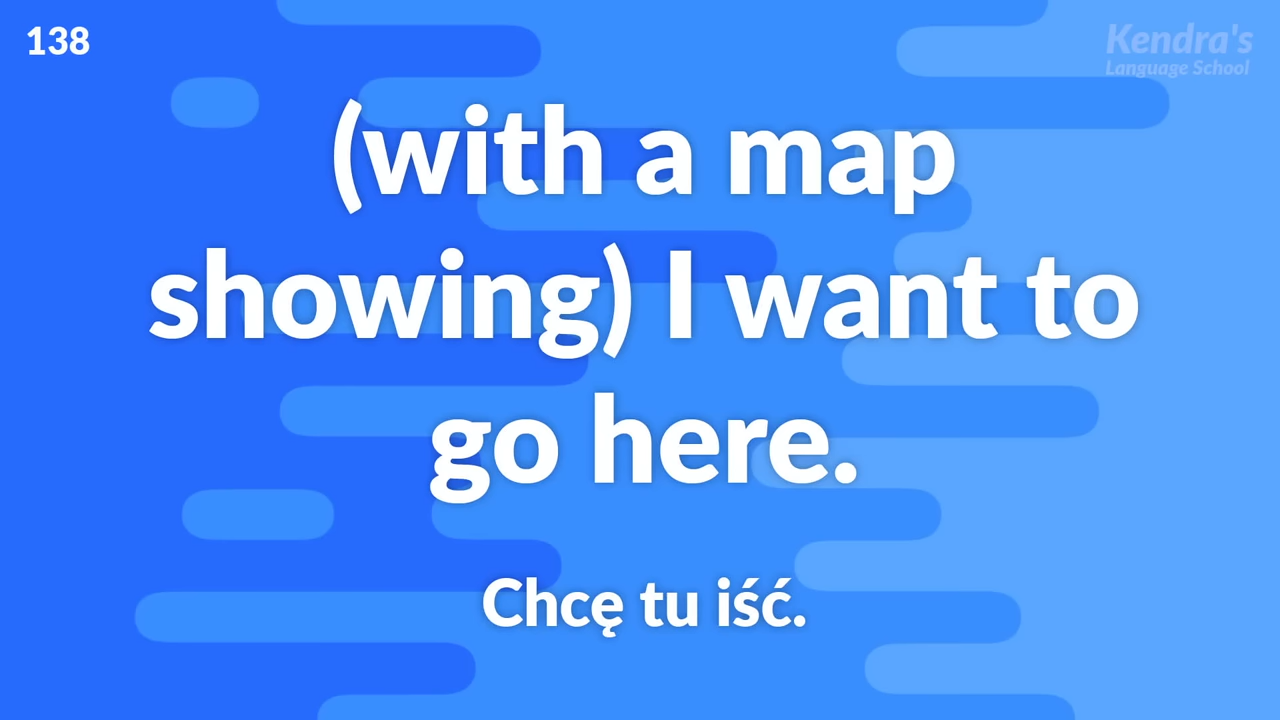 138
Kendra's
Language School
(with a map
showing) I want to
go here.
Chcę tu iść.